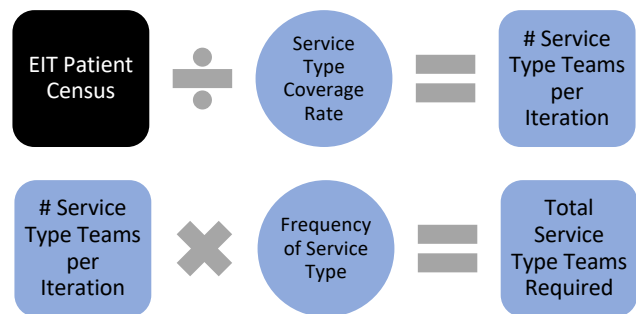 EIT Patient
Census
÷
Service
Type
Coverage
Rate
=
# Service
Type Teams
per
Iteration
# Service
Type Teams
per
Iteration
×
Frequency
of Service
Type
=
Total
Service
Type Teams
Required